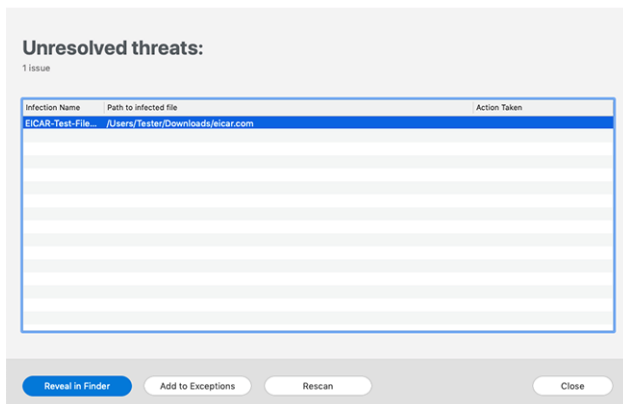 Unresolved threats:
1 issue
Infection Name Path to infected file Action Taken
EICAR-Test-File... /Users/Tester/Downloads/eicar.com
Reveal in Finder Add to Exceptions Rescan Close